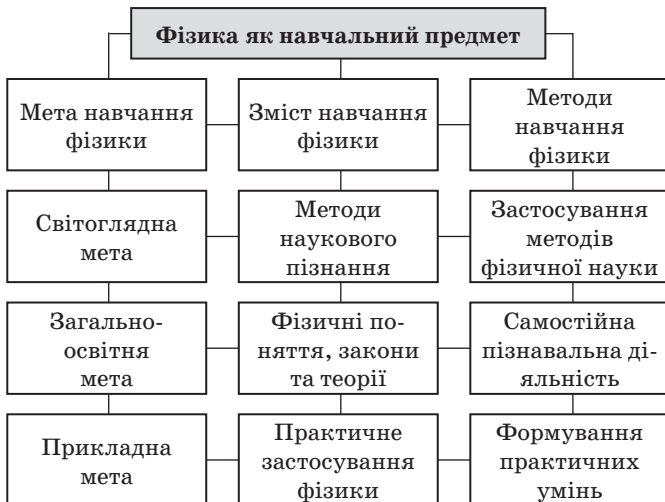 Фізика як навчальний предмет
Мета навчання
фізики
Зміст навчання
фізики
Методи
навчання
фізики
Світоглядна
мета
Методи
наукового
пізнання
Застосування
методів
фізичної науки
Загально-
освітня
мета
Фізичні по-
няття, закони
та теорії
Самостійна
пізнавальна ді-
яльність
Прикладна
мета
Практичне
застосування
фізики
Формування
практичних
умінь